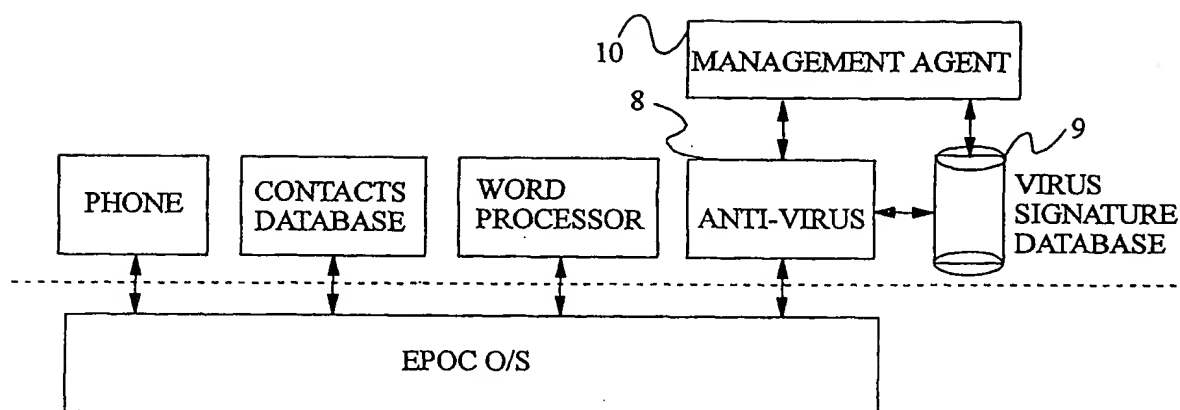 10
MANAGEMENT AGENT
8
9
PHONE
CONTACTS
DATABASE
WORD
PROCESSOR
ANTI-VIRUS
VIRUS
SIGNATURE
DATABASE
EPOC O/S